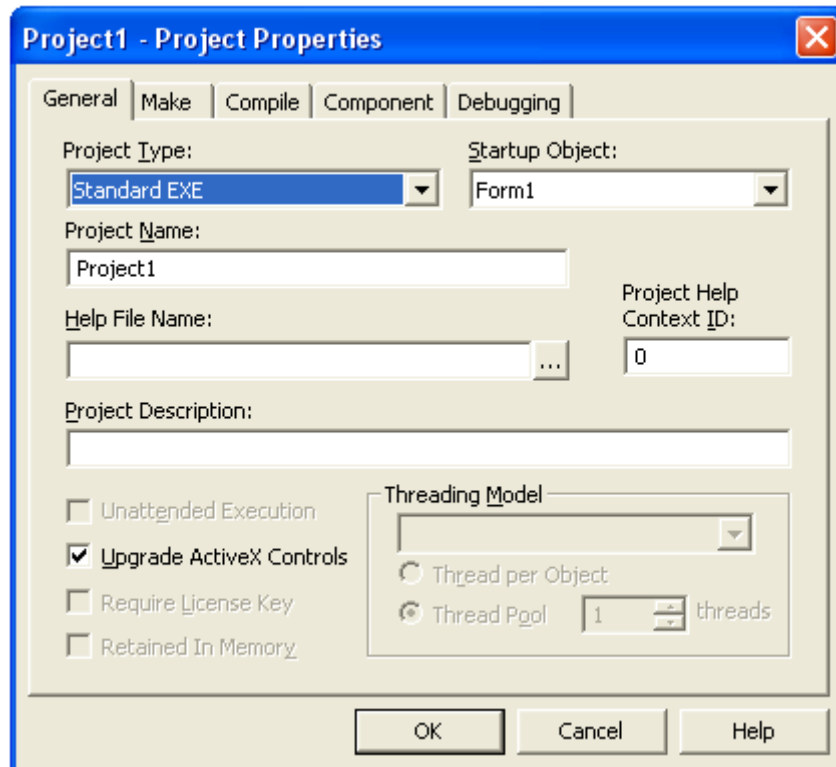 Project1 - Project Properties
General Make Compile Component Debugging
Project Type: Startup Object:
Standard EXE Form1
Project Name:
Project1
Project Help
Context ID:
Help File Name:
... 0
Project Description:
Unattended Execution
Threading Model
Upgrade ActiveX Controls
Thread per Object
Require License Key
Thread Pool 1 threads
Retained In Memory
OK Cancel Help